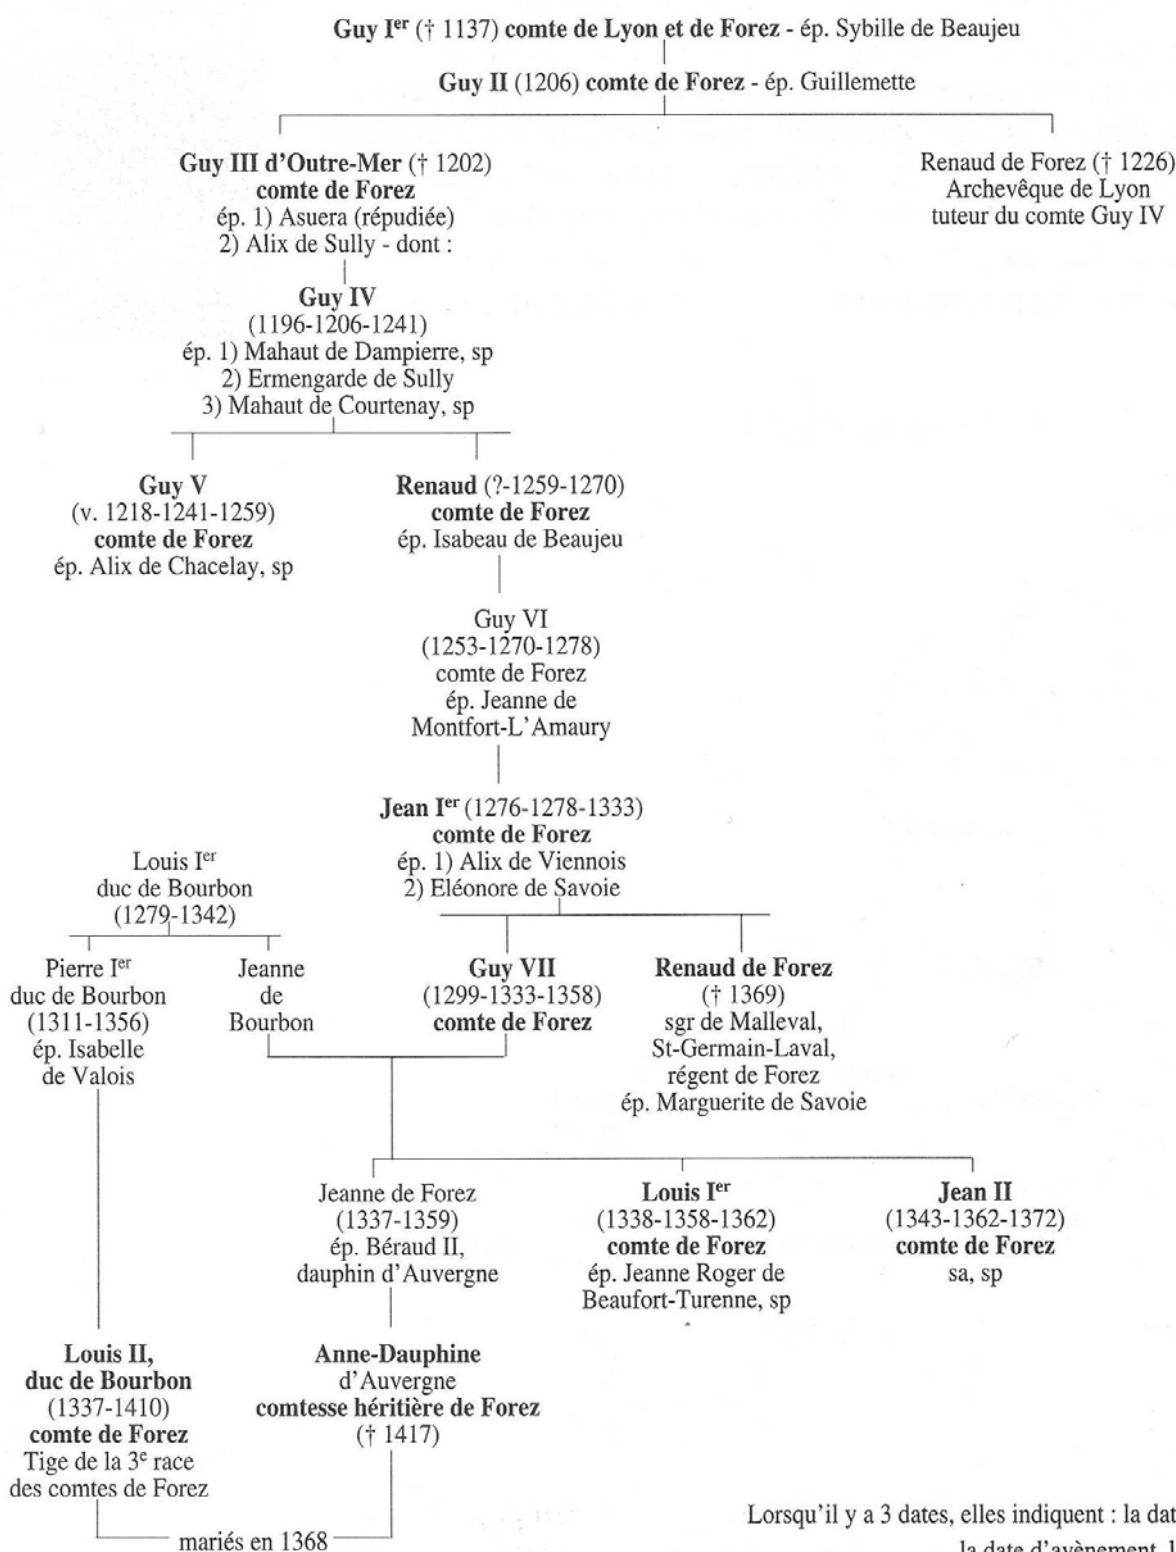 Guy Ier († 1137) comte de Lyon et de Forez - ép. Sybille de Beaujeu
Guy II (1206) comte de Forez - ép. Guillemette
Guy III d'Outre-Mer († 1202)
comte de Forez
ép. 1) Asuera (répudiée)
2) Alix de Sully - dont :
Renaud de Forez († 1226)
Archevêque de Lyon
tuteur du comte Guy IV
Guy IV
(1196-1206-1241)
ép. 1) Mahaut de Dampierre, sp
2) Ermengarde de Sully
3) Mahaut de Courtenay, sp
Guy V
(v. 1218-1241-1259)
comte de Forez
ép. Alix de Chacelay, sp
Renaud (?-1259-1270)
comte de Forez
ép. Isabeau de Beaujeu
Guy VI
(1253-1270-1278)
comte de Forez
ép. Jeanne de
Montfort-L'Amaury
Jean Ier (1276-1278-1333)
comte de Forez
ép. 1) Alix de Viennois
2) Eléonore de Savoie
Louis Ier
duc de Bourbon
(1279-1342)
Pierre Ier
duc de Bourbon
(1311-1356)
ép. Isabelle
de Valois
Jeanne
de
Bourbon
Guy VII
(1299-1333-1358)
comte de Forez
Renaud de Forez
(† 1369)
sgr de Malleval,
St-Germain-Laval,
régent de Forez
ép. Marguerite de Savoie
Jeanne de Forez
(1337-1359)
ép. Béraud II,
dauphin d'Auvergne
Louis Ier
(1338-1358-1362)
comte de Forez
ép. Jeanne Roger de
Beaufort-Turenne, sp
Jean II
(1343-1362-1372)
comte de Forez
sa, sp
Louis II,
duc de Bourbon
(1337-1410)
comte de Forez
Tige de la 3e race
des comtes de Forez
Anne-Dauphine
d'Auvergne
comtesse héritière de Forez
(† 1417)
mariés en 1368
Lorsqu'il y a 3 dates, elles indiquent : la dat
la date d'avènement, l